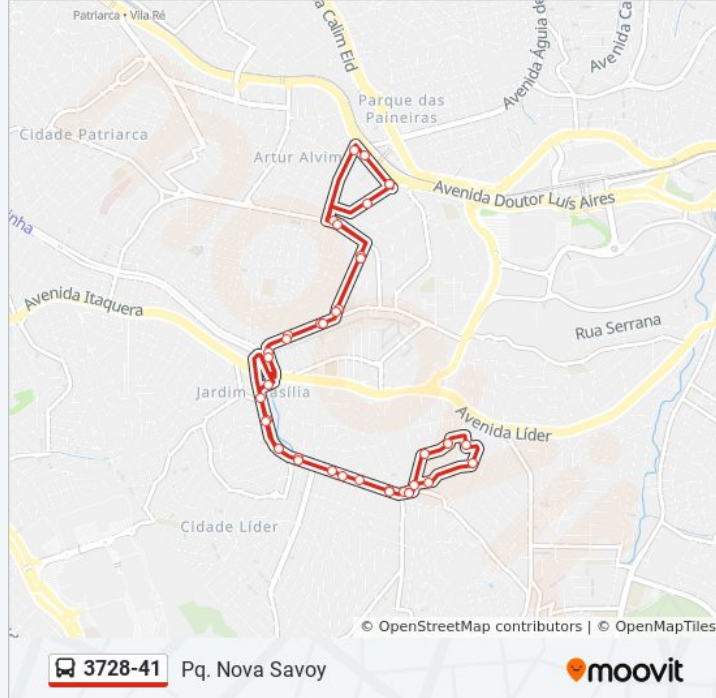 Patriarca • Vila Ré
a Calim Eid
Avenida Águia de
Avenida Ca
Parque das
Paineiras
Cidade Patriarca
Artur Alvim
Avenida Doutor Luís Aires
inha
Avenida Itaquera
Rua Serrana
Jardim Brasília
Avenida Líder
Cidade Líder
© OpenStreetMap contributors | © OpenMapTiles
3728-41 Pq. Nova Savoy
moovit